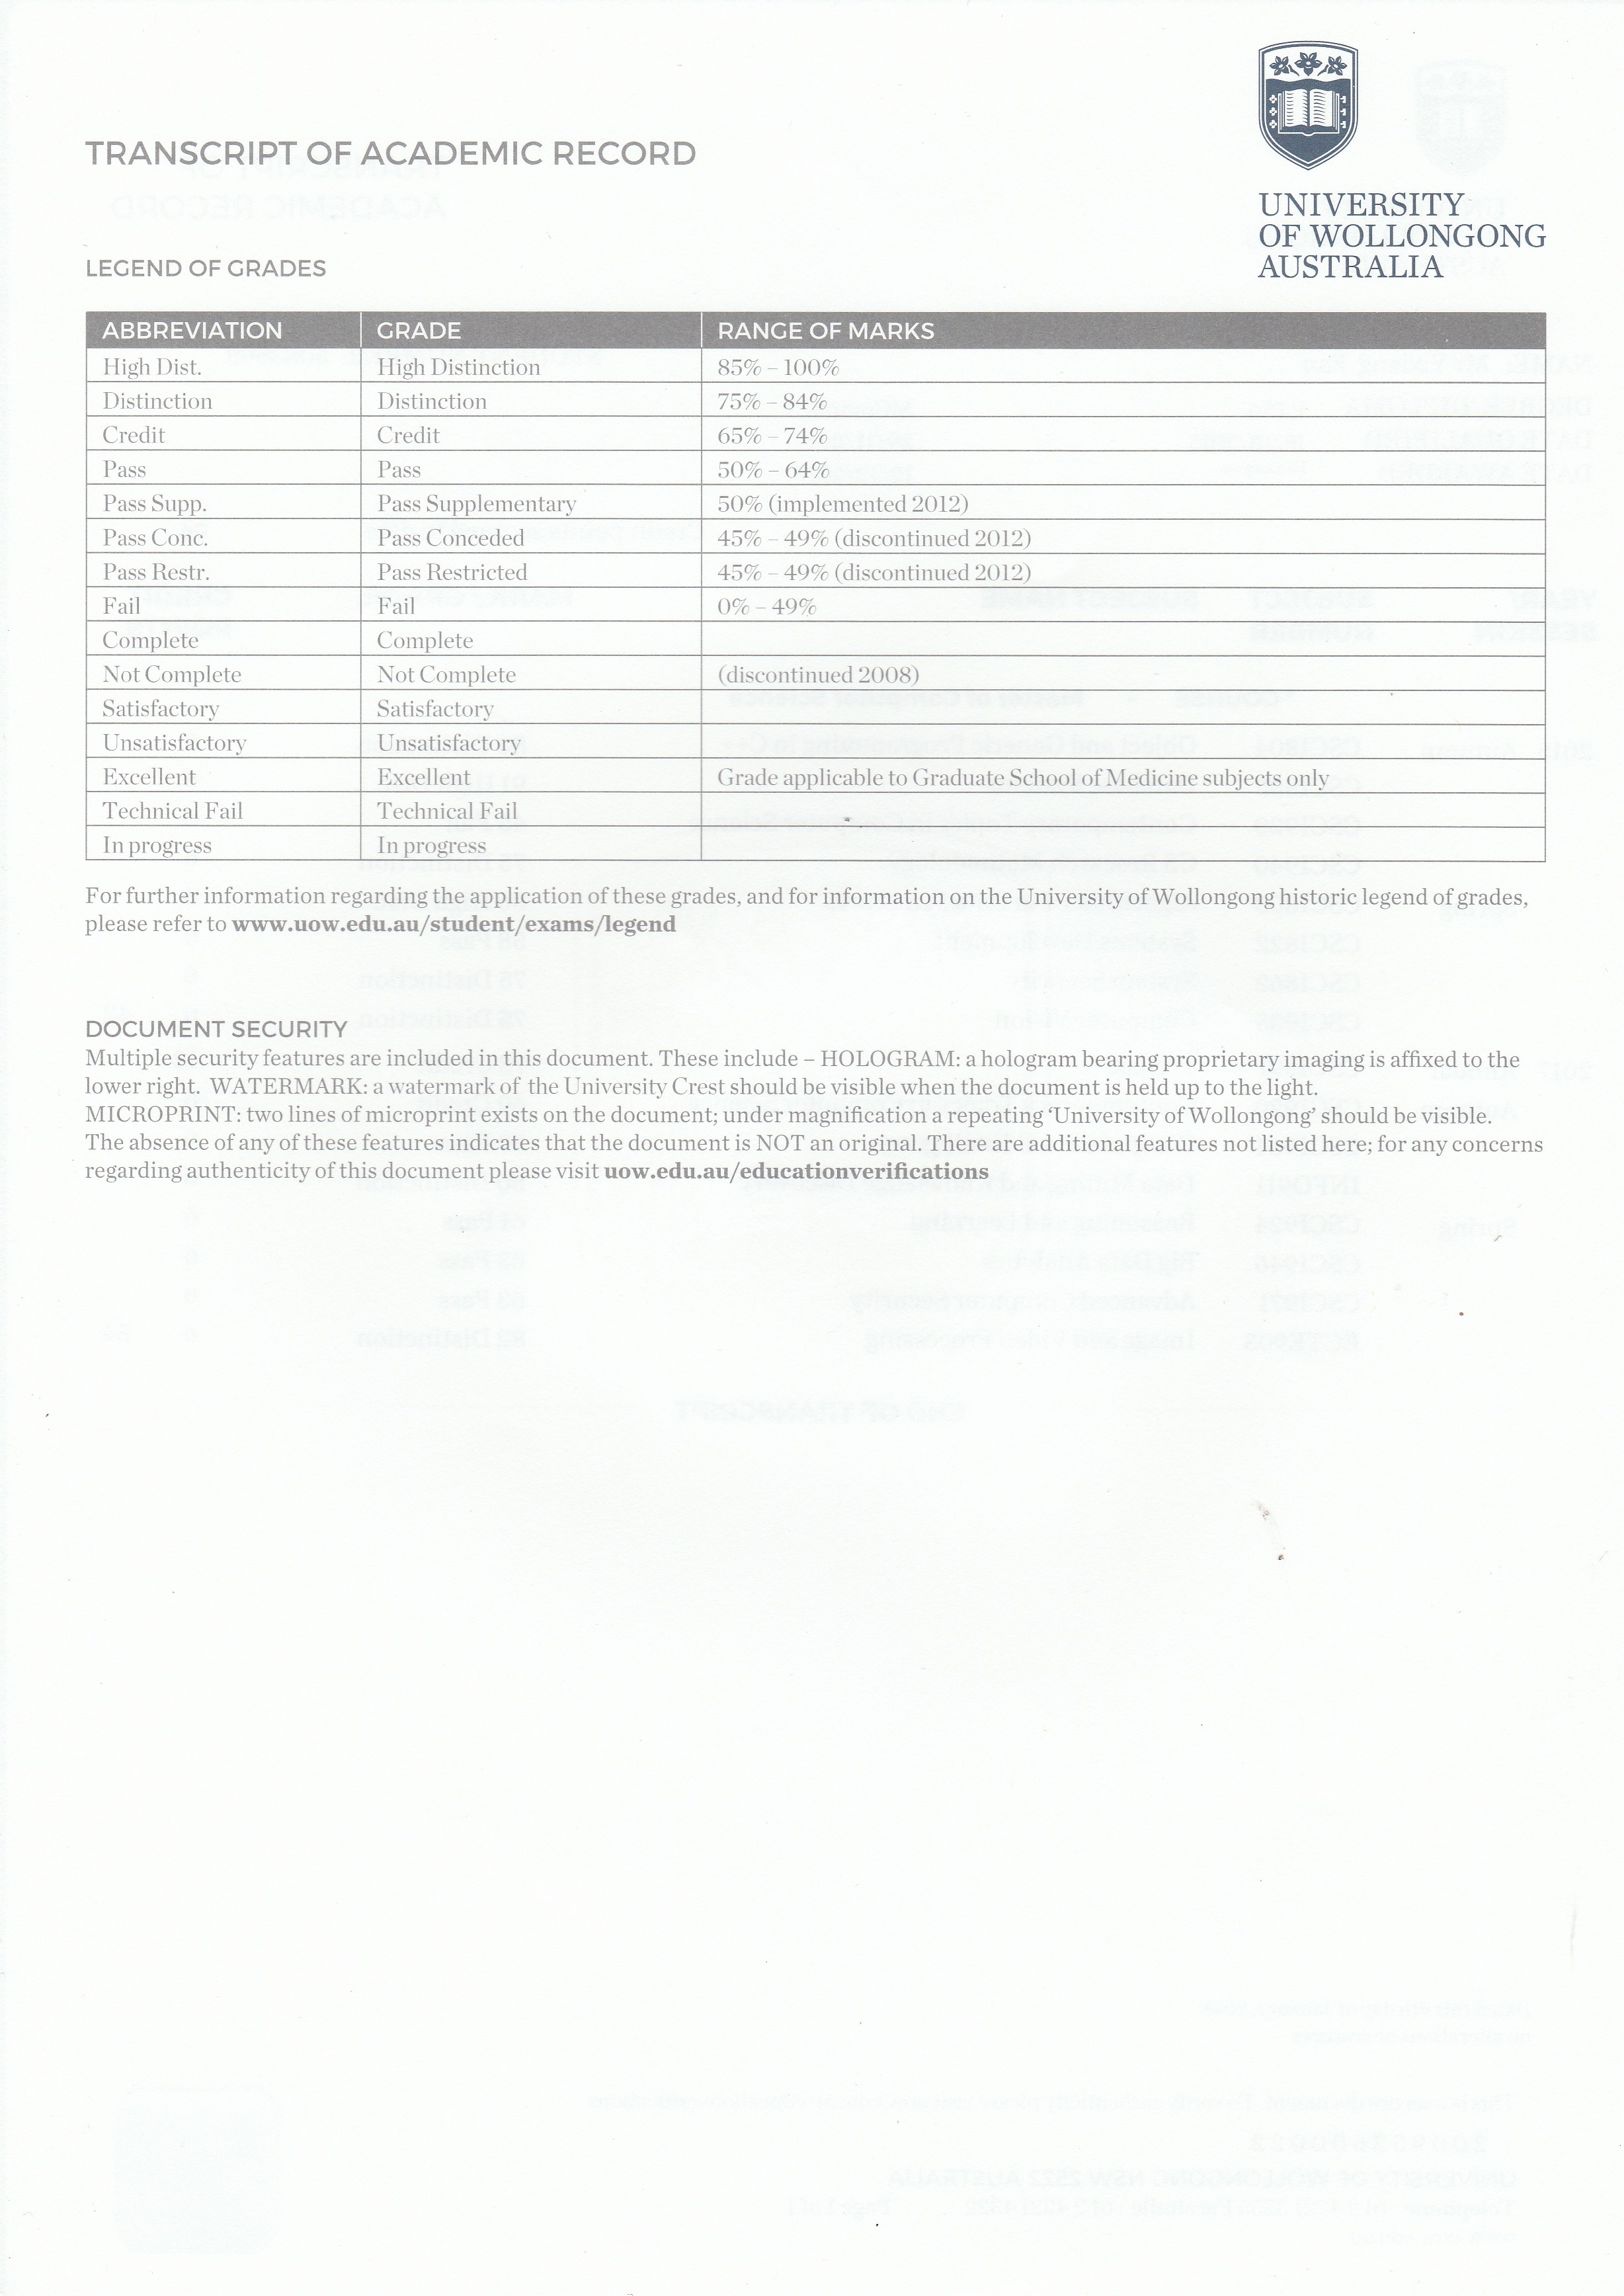 TRANSCRIPT OF ACADEMIC RECORD
UNIVERSITY
OF WOLLONGONG
AUSTRALIA
LEGEND OF GRADES
ABBREVIATION GRADE RANGE OF MARKS
High Dist. High Distinction 85% – 100%
Distinction Distinction 75% – 84%
Credit Credit 65% – 74%
Pass Pass 50% – 64%
Pass Supp. Pass Supplementary 50% (implemented 2012)
Pass Conc. Pass Conceded 45% – 49% (discontinued 2012)
Pass Restr. Pass Restricted 45% – 49% (discontinued 2012)
Fail Fail 0% – 49%
Complete Complete
Not Complete Not Complete (discontinued 2008)
Satisfactory Satisfactory
Unsatisfactory Unsatisfactory
Excellent Excellent Grade applicable to Graduate School of Medicine subjects only
Technical Fail Technical Fail
In progress In progress
For further information regarding the application of these grades, and for information on the University of Wollongong historic legend of grades,
please refer to www.uow.edu.au/student/exams/legend
DOCUMENT SECURITY
Multiple security features are included in this document. These include – HOLOGRAM: a hologram bearing proprietary imaging is affixed to the
lower right. WATERMARK: a watermark of the University Crest should be visible when the document is held up to the light.
MICROPRINT: two lines of microprint exists on the document; under magnification a repeating ‘University of Wollongong’ should be visible.
The absence of any of these features indicates that the document is NOT an original. There are additional features not listed here; for any concerns
regarding authenticity of this document please visit uow.edu.au/educationverifications